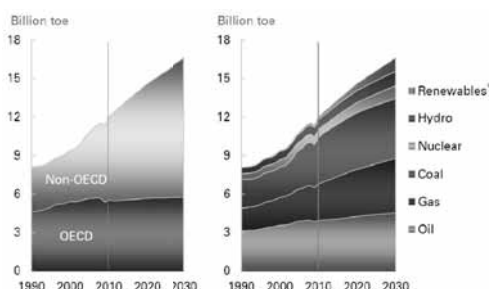 Billion toe
18
15
12
9
6
3
0
Non-OECD
OECD
1990 2000 2010 2020 2030
Billion toe
18
15
12
9
6
3
0
1990 2000 2010 2020 2030
Renewables*
Hydro
Nuclear
Coal
Gas
Oil